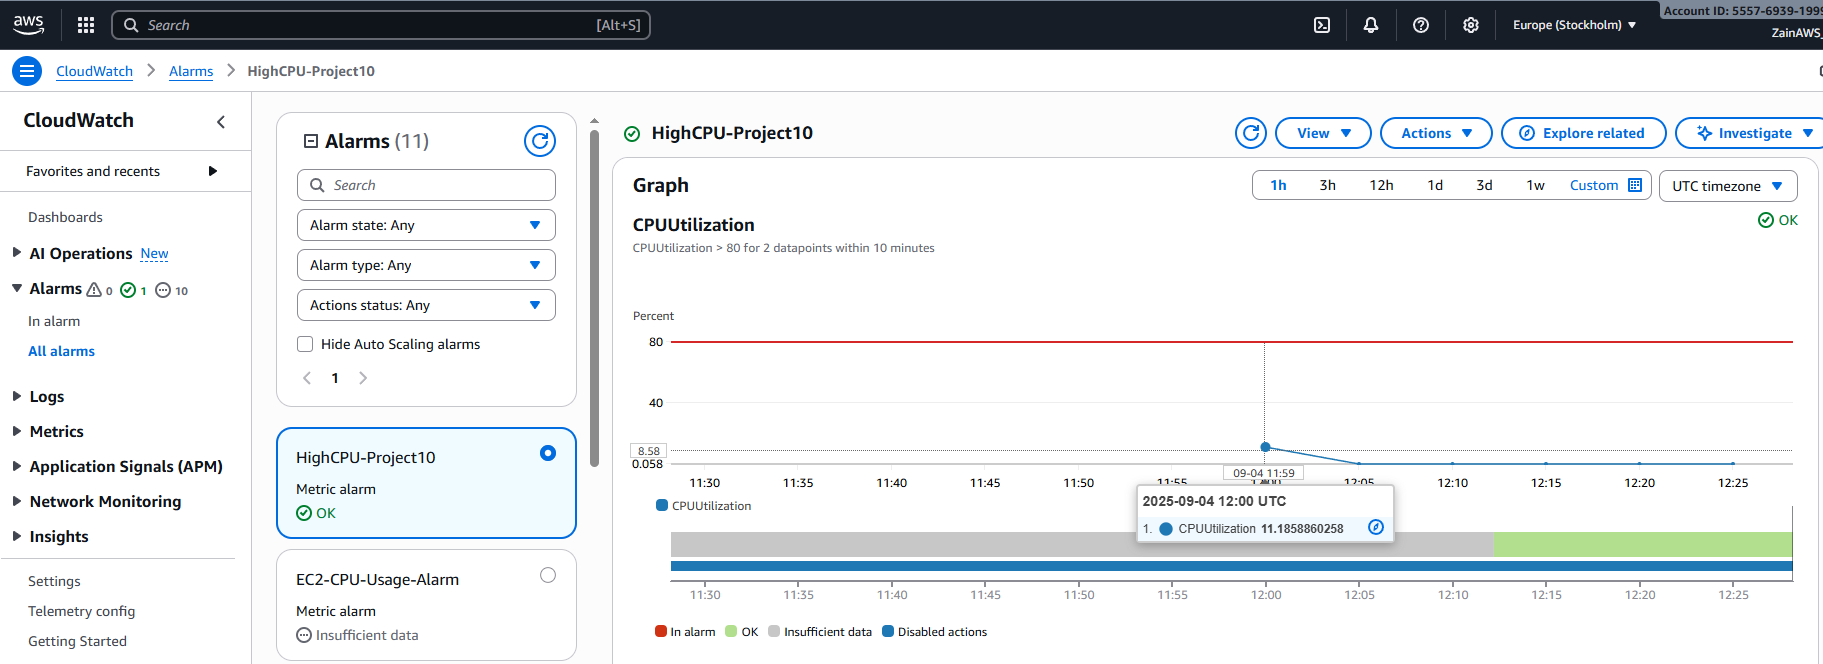 aws
Search [Alt+S]
Europe (Stockholm)
Account ID: 5557-6939-199
ZainAWS_
CloudWatch
Alarms
HighCPU-Project10
CloudWatch
Favorites and recents
Dashboards
AI Operations New
Alarms 0 1 10
In alarm
All alarms
Logs
Metrics
Application Signals (APM)
Network Monitoring
Insights
Settings
Telemetry config
Getting Started
Alarms (11)
Search
Alarm state: Any
Alarm type: Any
Actions status: Any
Hide Auto Scaling alarms
1
HighCPU-Project10
Metric alarm
OK
EC2-CPU-Usage-Alarm
Metric alarm
Insufficient data
HighCPU-Project10
View
Actions
Explore related
Investigate
Graph
1h 3h 12h 1d 3d 1w Custom
UTC timezone
CPUUtilization
OK
CPUUtilization > 80 for 2 datapoints within 10 minutes
Percent
80
40
8.58
0.058
09-04 11:59
11:30 11:35 11:40 11:45 11:50 11:55 12:00 12:05 12:10 12:15 12:20 12:25
CPUUtilization
2025-09-04 12:00 UTC
1. CPUUtilization 11.1858860258
11:30 11:35 11:40 11:45 11:50 11:55 12:00 12:05 12:10 12:15 12:20 12:25
In alarm OK Insufficient data Disabled actions